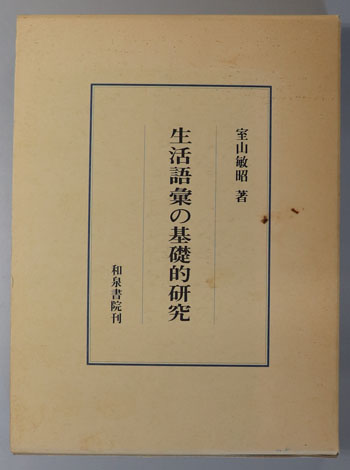 室山敏昭 著
生活語彙の基礎的研究
和泉書院刊